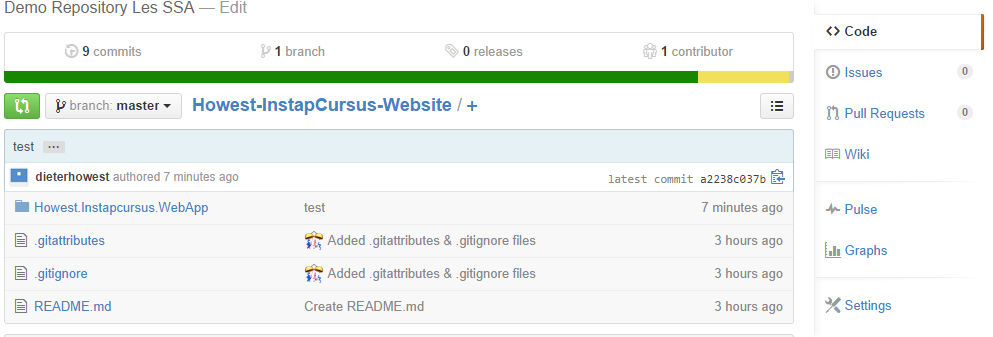 Demo Repository Les SSA — Edit
9 commits 1 branch 0 releases 1 contributor
branch: master Howest-InstapCursus-Website / +
test ...
dieterhowest authored 7 minutes ago latest commit a2238c037b
Howest.Instapcursus.WebApp test 7 minutes ago
.gitattributes Added .gitattributes & .gitignore files 3 hours ago
.gitignore Added .gitattributes & .gitignore files 3 hours ago
README.md Create README.md 3 hours ago
Code
Issues 0
Pull Requests 0
Wiki
Pulse
Graphs
Settings